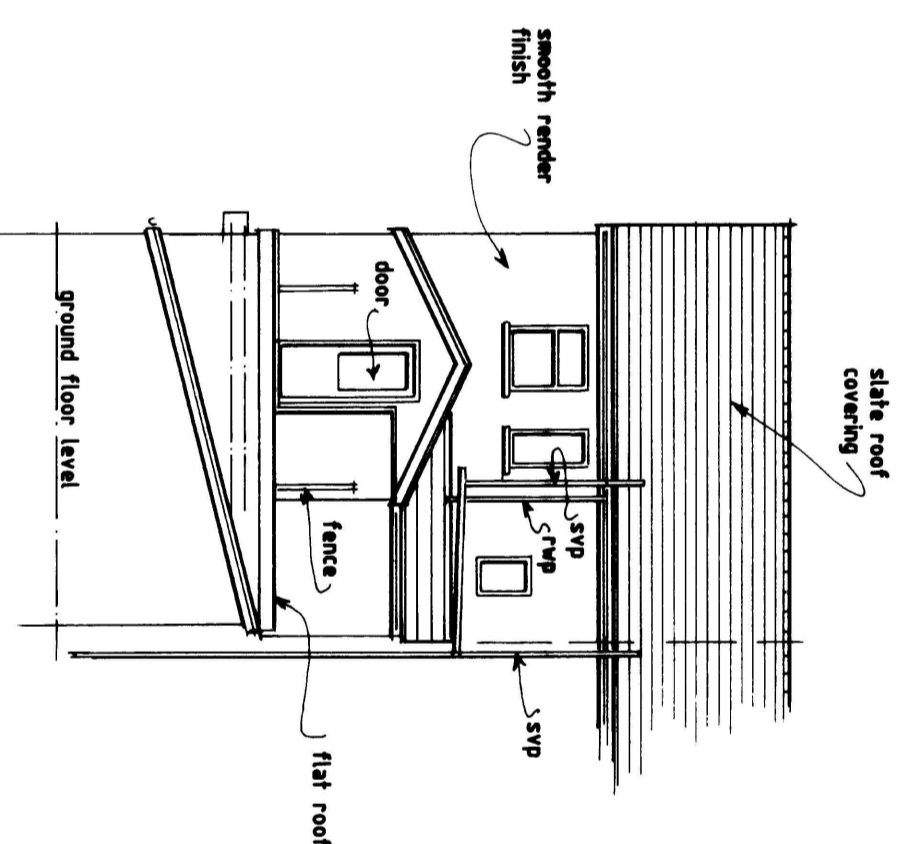 slate roof
covering
smooth render
finish
svp
rwp
svp
door
fence
flat roof
ground floor level